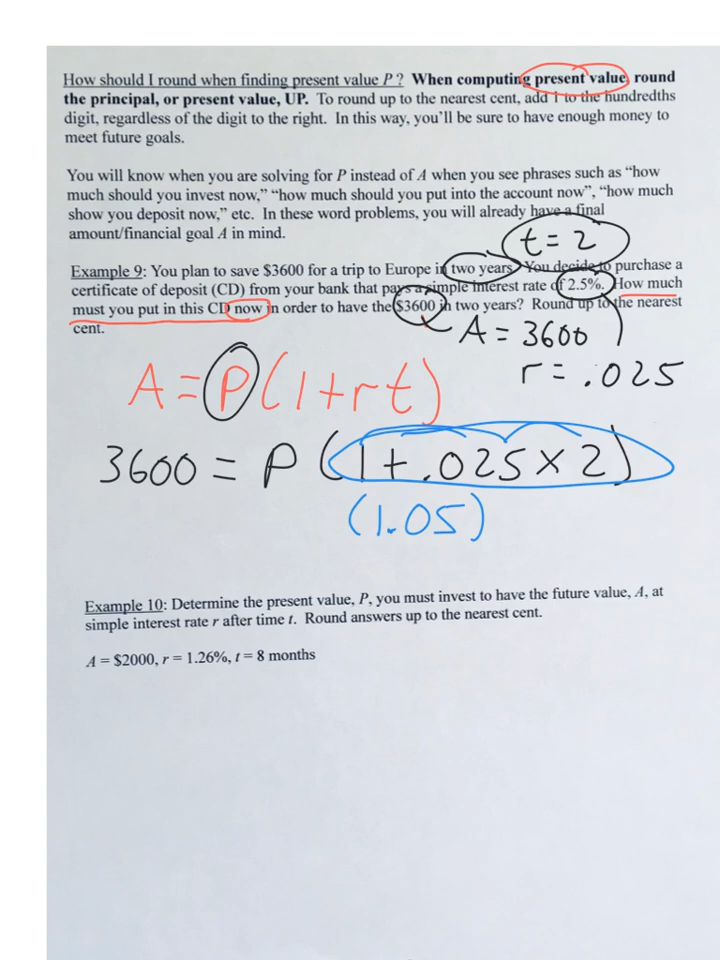 How should I round when finding present value P ? When computing present value, round
the principal, or present value, UP. To round up to the nearest cent, add 1 to the hundredths
digit, regardless of the digit to the right. In this way, you'll be sure to have enough money to
meet future goals.
You will know when you are solving for P instead of A when you see phrases such as "how
much should you invest now," "how much should you put into the account now", "how much
show you deposit now," etc. In these word problems, you will already have a final
amount/financial goal A in mind.
t = 2
Example 9: You plan to save $3600 for a trip to Europe in two years. You decide to purchase a
certificate of deposit (CD) from your bank that pays a simple interest rate of 2.5%. How much
must you put in this CD now in order to have the $3600 in two years? Round up to the nearest
cent.
A = 3600
r = .025
A = P(1+rt)
3600 = P (1 + .025 × 2)
(1.05)
Example 10: Determine the present value, P, you must invest to have the future value, A, at
simple interest rate r after time t. Round answers up to the nearest cent.
A = $2000, r = 1.26%, t = 8 months